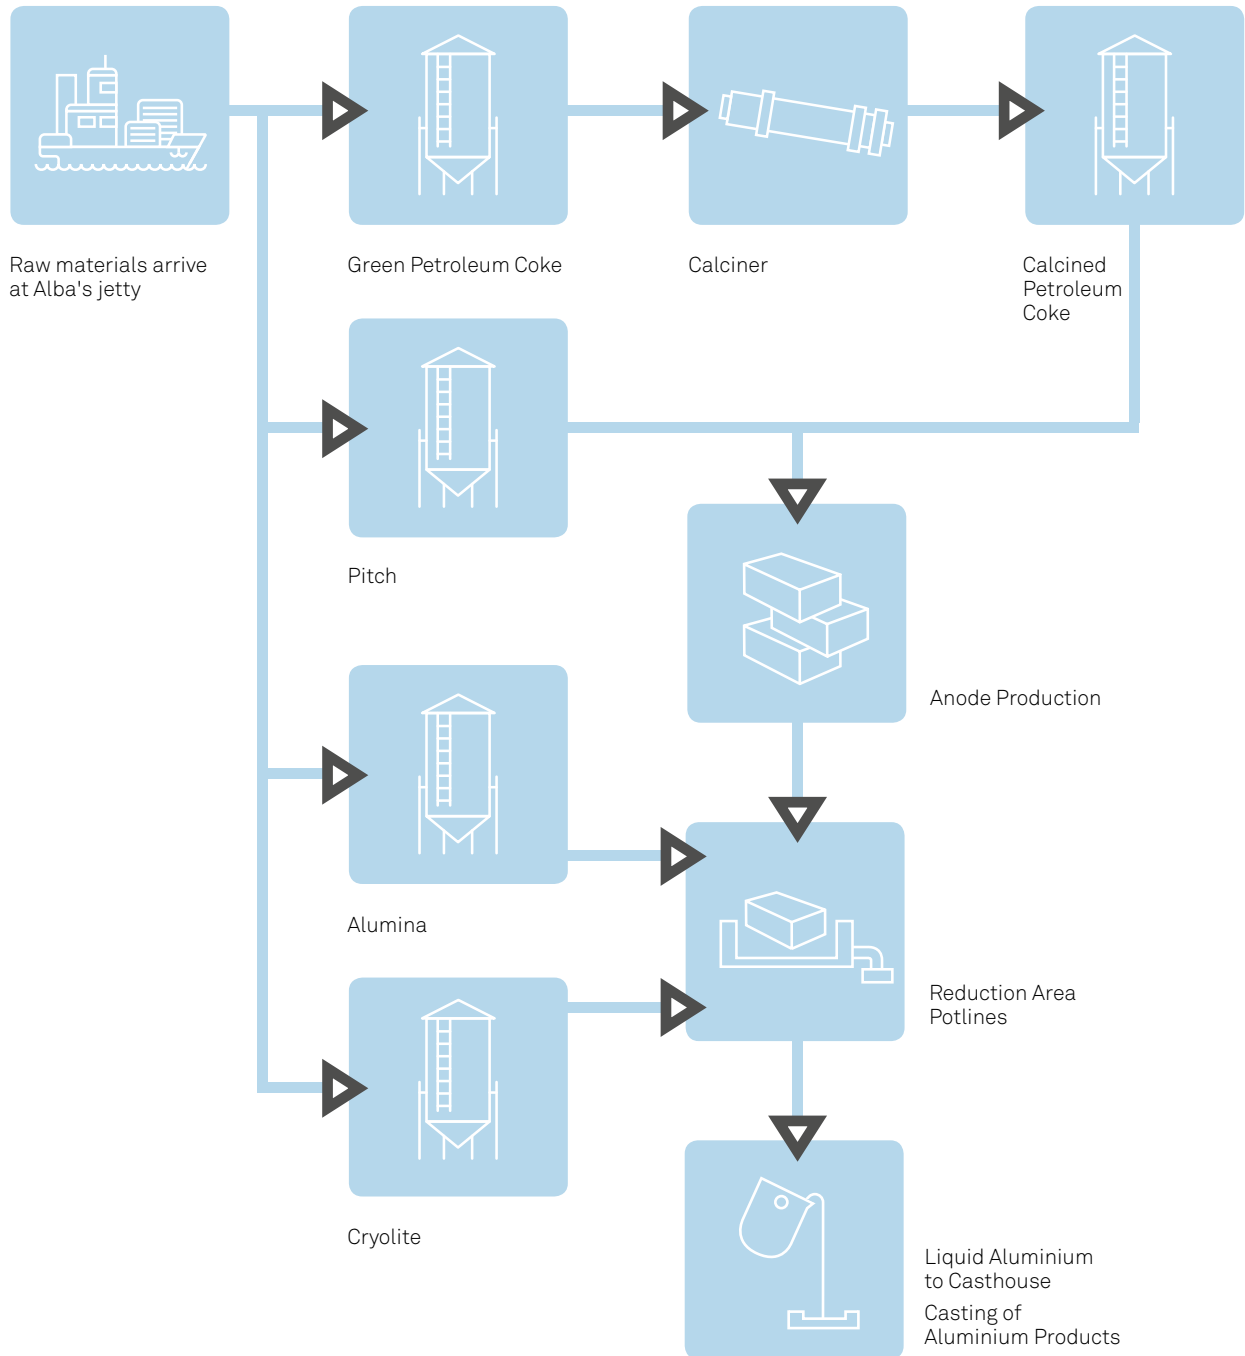 Raw materials arrive
at Alba's jetty
Green Petroleum Coke
Calciner
Calcined
Petroleum
Coke
Pitch
Anode Production
Alumina
Reduction Area
Potlines
Cryolite
Liquid Aluminium
to Casthouse
Casting of
Aluminium Products